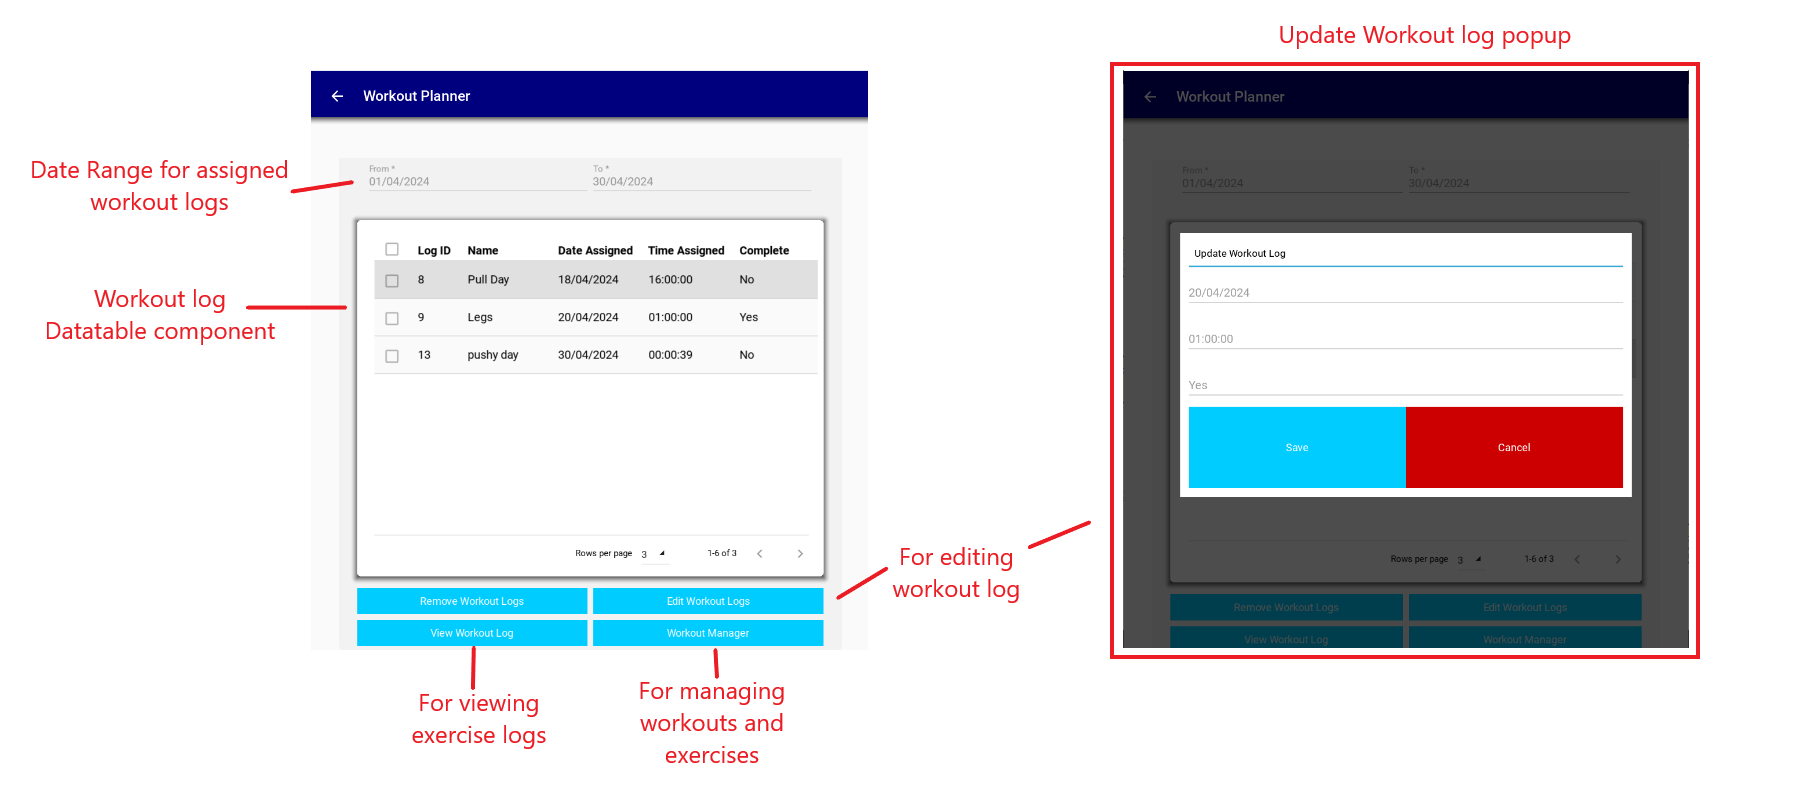 Update Workout log popup
Workout Planner
Date Range for assigned
workout logs
From *
01/04/2024
To *
30/04/2024
Workout log
Datatable component
Log ID Name Date Assigned Time Assigned Complete
8 Pull Day 18/04/2024 16:00:00 No
9 Legs 20/04/2024 01:00:00 Yes
13 pushy day 30/04/2024 00:00:39 No
Rows per page 3 1-6 of 3
Remove Workout Logs Edit Workout Logs
View Workout Log Workout Manager
For editing
workout log
For viewing
exercise logs
For managing
workouts and
exercises
Workout Planner
From *
01/04/2024
To *
30/04/2024
Update Workout Log
20/04/2024
01:00:00
Yes
Save Cancel
Rows per page 3 1-6 of 3
Remove Workout Logs Edit Workout Logs
View Workout Log Workout Manager